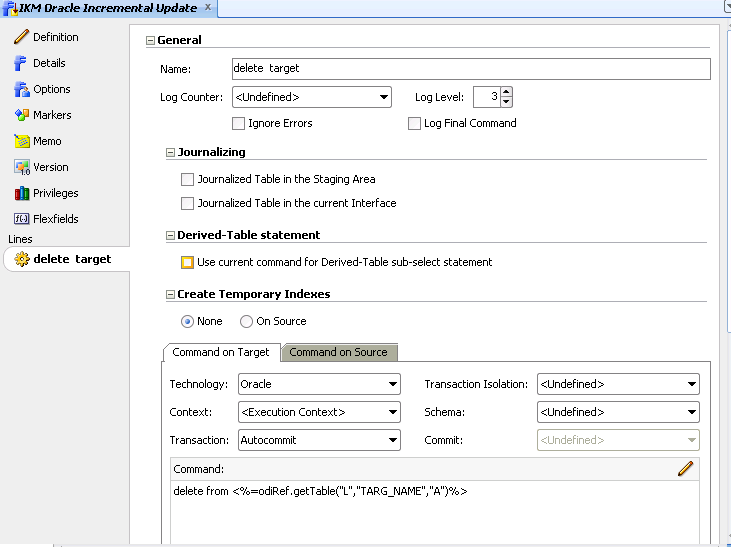 IKM Oracle Incremental Update x
Definition
Details
Options
Markers
Memo
Version
Privileges
Flexfields
Lines
delete target
General
Name: delete target
Log Counter: <Undefined> Log Level: 3
Ignore Errors Log Final Command
Journalizing
Journalized Table in the Staging Area
Journalized Table in the current Interface
Derived-Table statement
Use current command for Derived-Table sub-select statement
Create Temporary Indexes
None On Source
Command on Target Command on Source
Technology: Oracle Transaction Isolation: <Undefined>
Context: <Execution Context> Schema: <Undefined>
Transaction: Autocommit Commit: <Undefined>
Command:
delete from <%=odiRef.getTable("L","TARG_NAME","A")%>